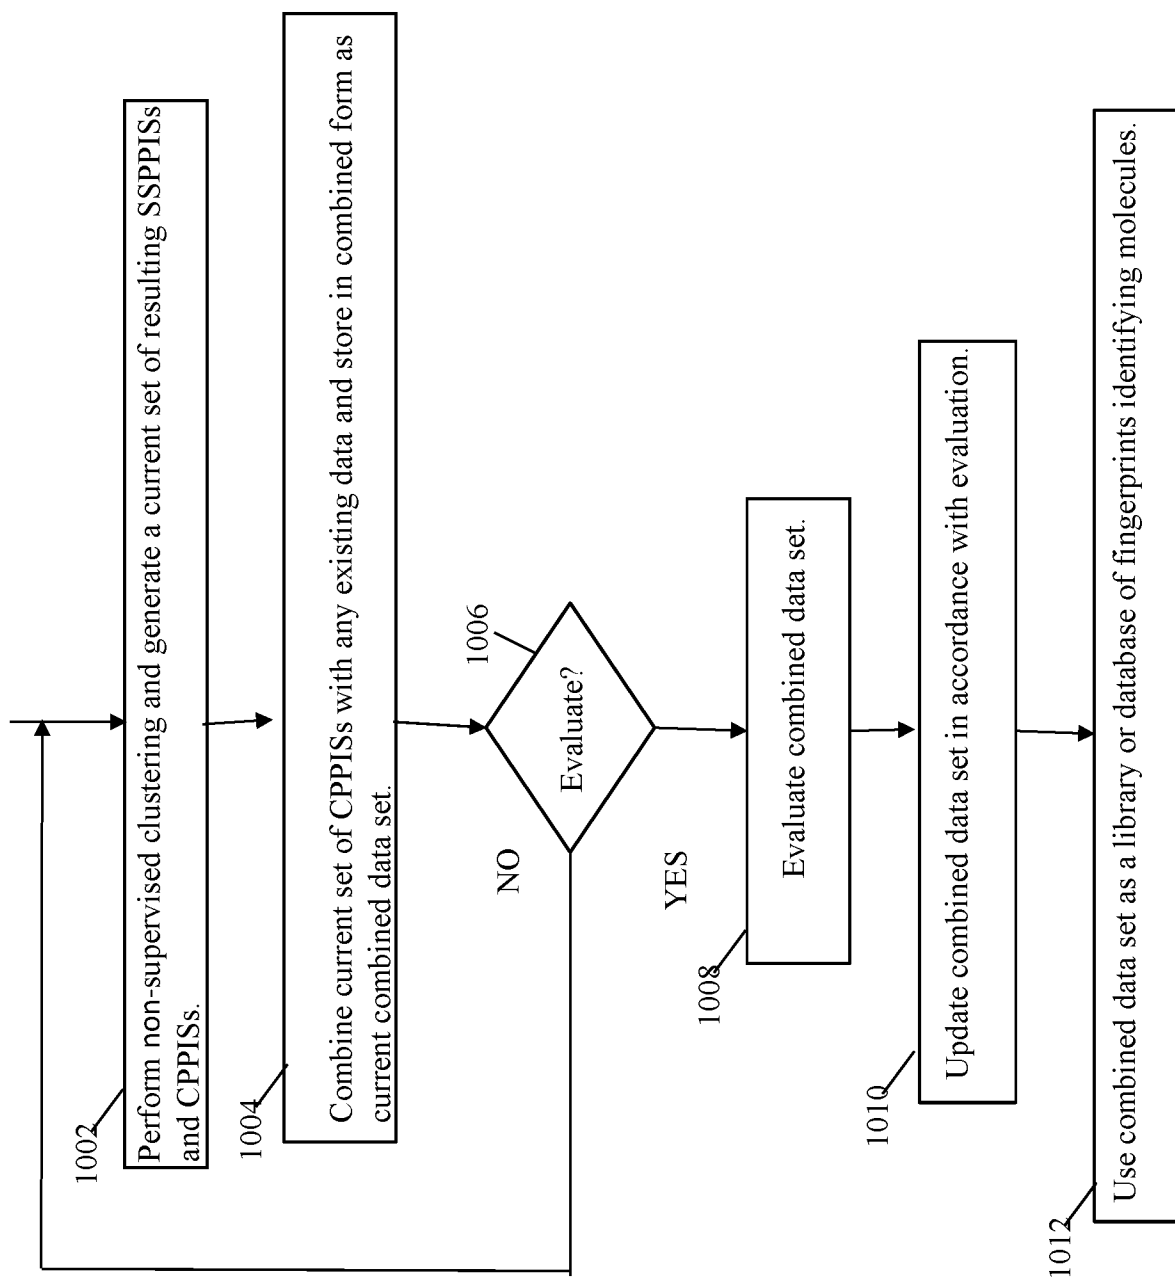 1002
Perform non-supervised clustering and generate a current set of resulting SSPPISs
and CPPISs.
1004
Combine current set of CPPISs with any existing data and store in combined form as
current combined data set.
1006
Evaluate?
NO
YES
1008
Evaluate combined data set.
1010
Update combined data set in accordance with evaluation.
1012
Use combined data set as a library or database of fingerprints identifying molecules.